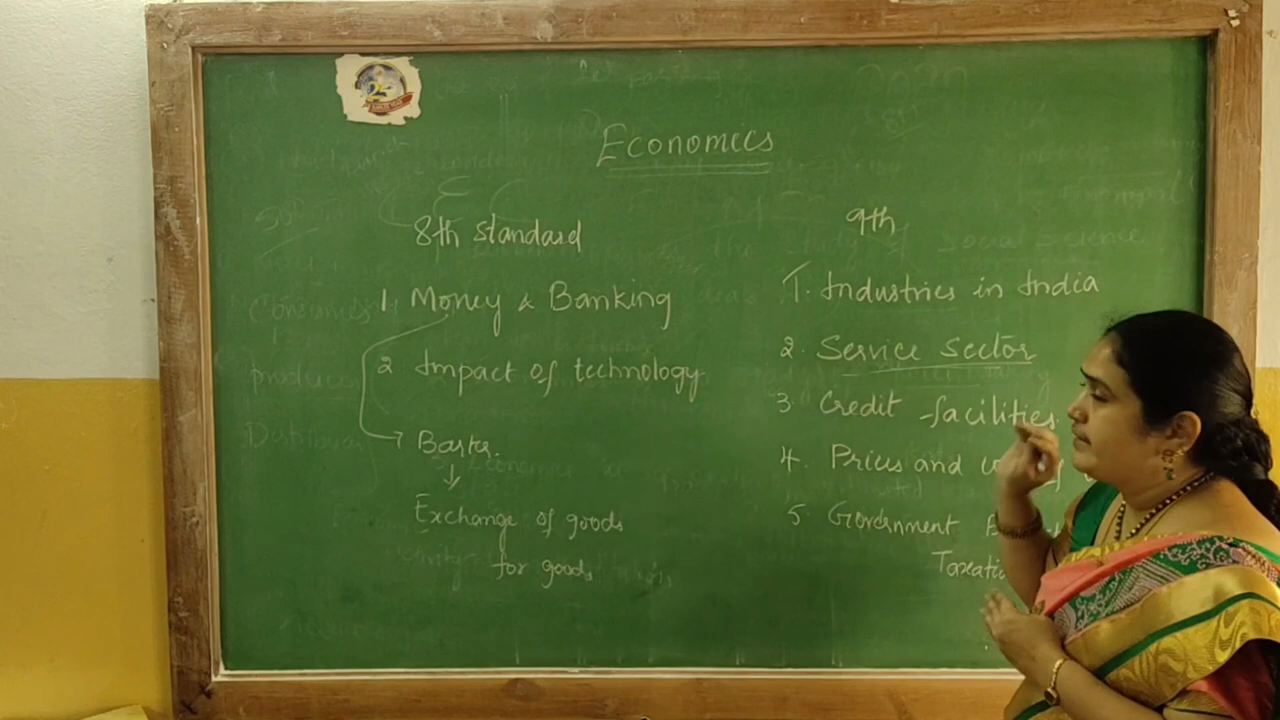 Economics
8th standard
1. Money & Banking
2 Impact of technology
Barter.
Exchange of goods
for goods
9th
1. Industries in India
2. Service Sector
3 Credit facilities.
4. Prices and
5. Government